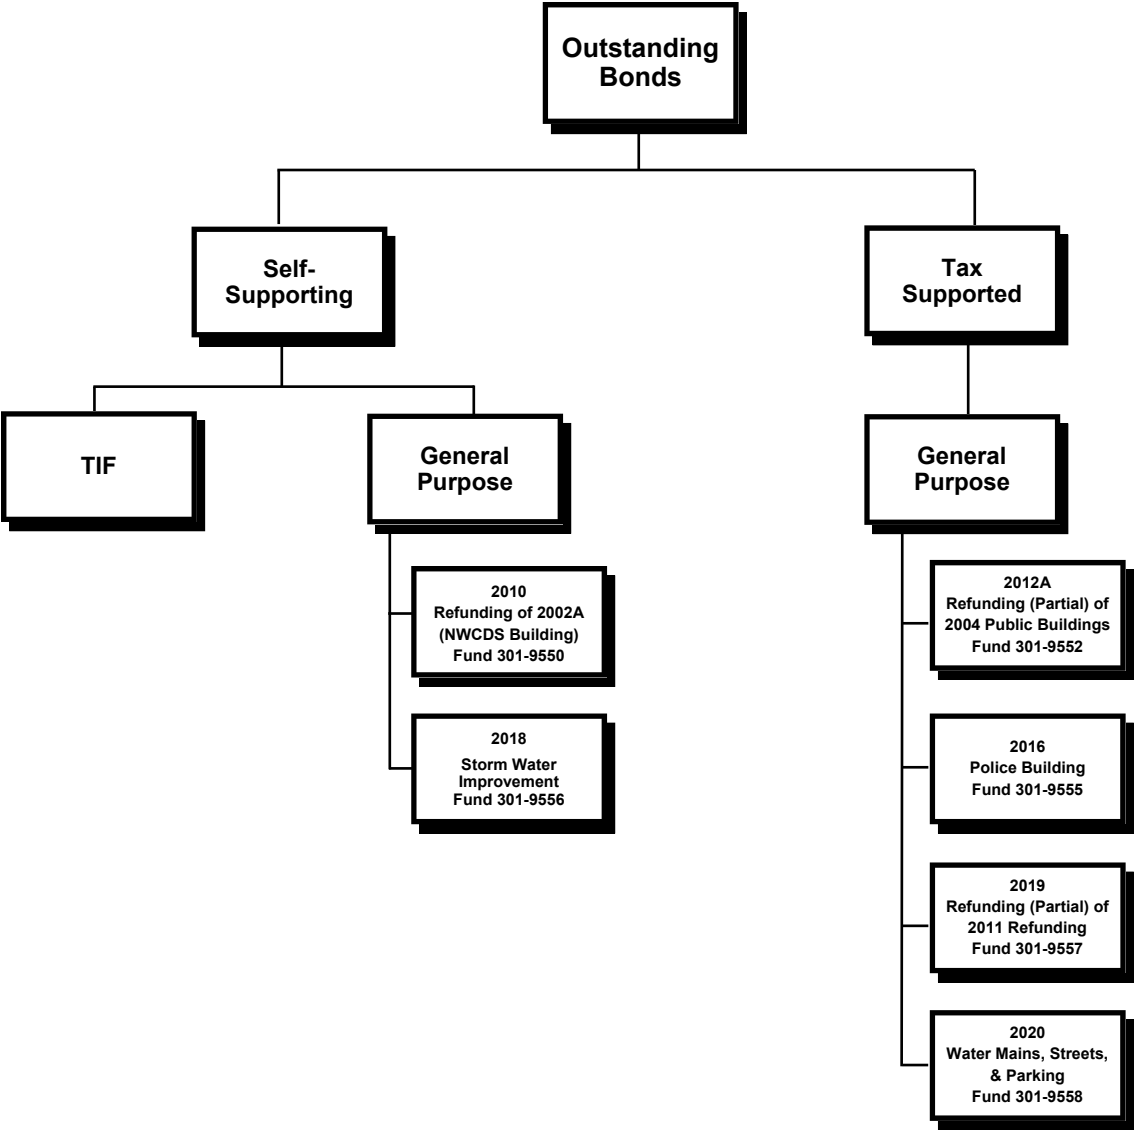 Outstanding
Bonds
Self-
Supporting
Tax
Supported
TIF
General
Purpose
General
Purpose
2010
Refunding of 2002A
(NWCDS Building)
Fund 301-9550
2018
Storm Water
Improvement
Fund 301-9556
2012A
Refunding (Partial) of
2004 Public Buildings
Fund 301-9552
2016
Police Building
Fund 301-9555
2019
Refunding (Partial) of
2011 Refunding
Fund 301-9557
2020
Water Mains, Streets,
& Parking
Fund 301-9558